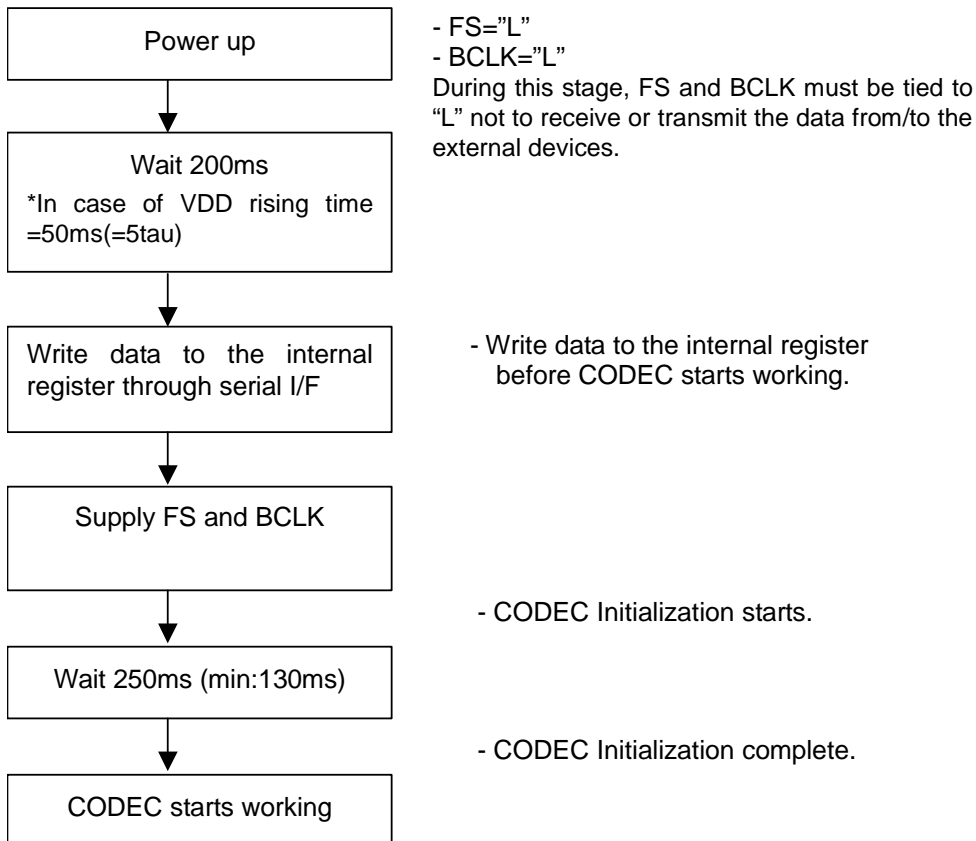 Power up
- FS=”L”
- BCLK=”L”
During this stage, FS and BCLK must be tied to
“L” not to receive or transmit the data from/to the
external devices.
Wait 200ms
*In case of VDD rising time
=50ms(=5tau)
Write data to the internal
register through serial I/F
- Write data to the internal register
before CODEC starts working.
Supply FS and BCLK
- CODEC Initialization starts.
Wait 250ms (min:130ms)
- CODEC Initialization complete.
CODEC starts working